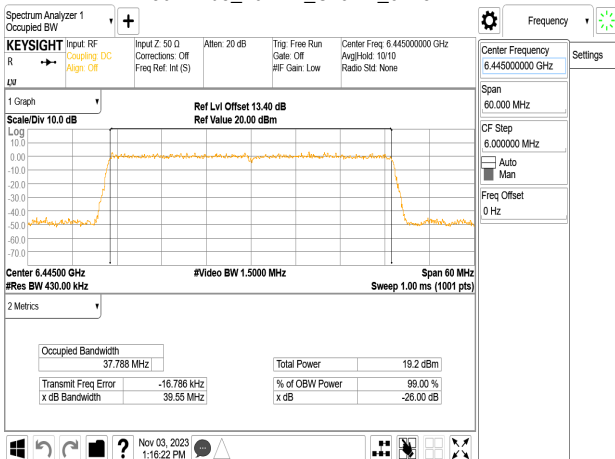 Spectrum Analyzer 1
Occupied BW
Frequency
KEYSIGHT
R
Input: RF
Coupling: DC
Align: Off
Input Z: 50 Ω
Corrections: Off
Freq Ref: Int (S)
Atten: 20 dB
Trig: Free Run
Gate: Off
#IF Gain: Low
Center Freq: 6.445000000 GHz
Avg|Hold: 10/10
Radio Std: None
Center Frequency
6.445000000 GHz
Settings
Span
60.000 MHz
CF Step
6.000000 MHz
Auto
Man
Freq Offset
0 Hz
1 Graph
Scale/Div 10.0 dB
Ref Lvl Offset 13.40 dB
Ref Value 20.00 dBm
Log
10.0
0.00
-10.0
-20.0
-30.0
-40.0
-50.0
-60.0
-70.0
Center 6.44500 GHz
#Video BW 1.5000 MHz
Span 60 MHz
#Res BW 430.00 kHz
Sweep 1.00 ms (1001 pts)
2 Metrics
Occupied Bandwidth
37.788 MHz
Total Power 19.2 dBm
Transmit Freq Error -16.786 kHz
% of OBW Power 99.00 %
x dB Bandwidth 39.55 MHz
x dB -26.00 dB
?
Nov 03, 2023
1:16:22 PM